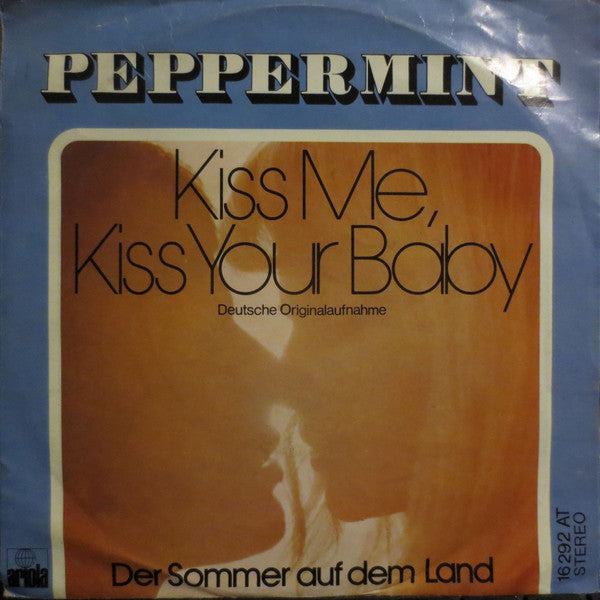 PEPPERMINT
Kiss Me,
Kiss Your Baby
Deutsche Originalaufnahme
Der Sommer auf dem Land
ariola
16 292 AT
STEREO